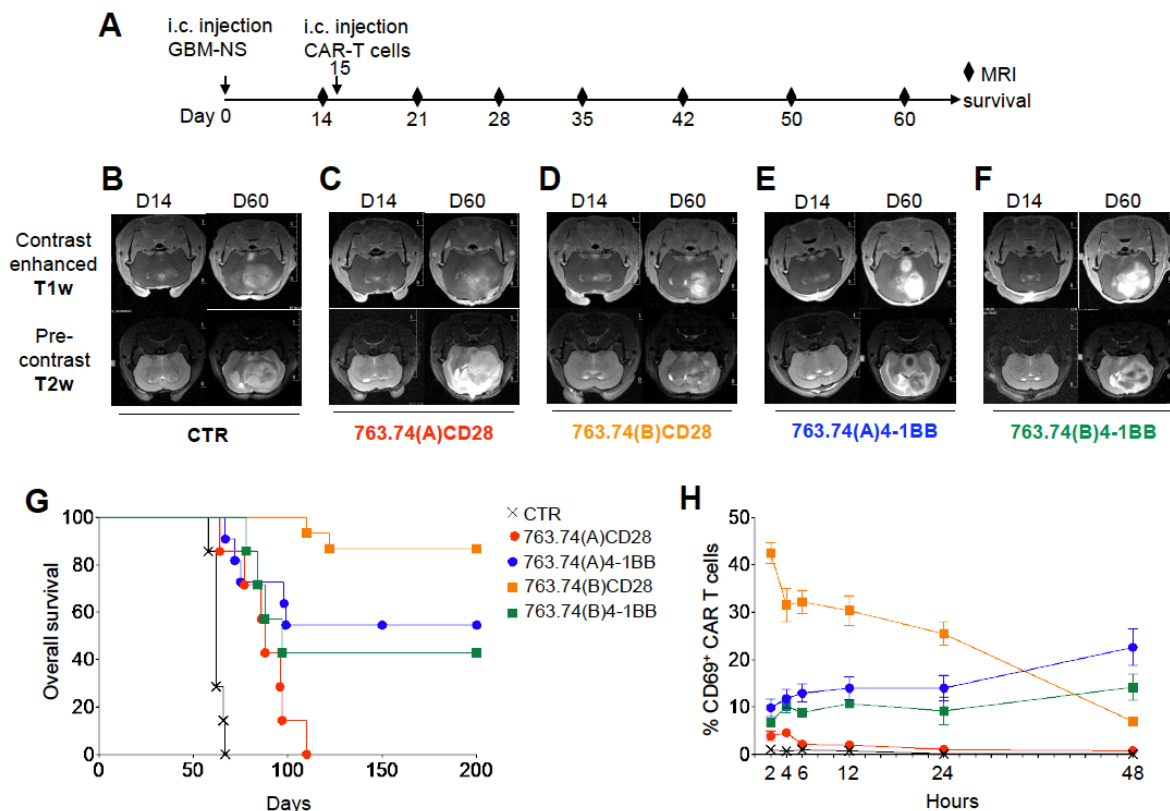 A
i.c. injection
GBM-NS
i.c. injection
CAR-T cells
15
MRI
survival
Day 0
14
21
28
35
42
50
60
B
C
D
E
F
D14
D60
D14
D60
D14
D60
D14
D60
D14
D60
Contrast
enhanced
T1w
Pre-
contrast
T2w
CTR
763.74(A)CD28
763.74(B)CD28
763.74(A)4-1BB
763.74(B)4-1BB
G
Overall survival
100
80
60
40
20
0
0
50
100
150
200
Days
CTR
763.74(A)CD28
763.74(A)4-1BB
763.74(B)CD28
763.74(B)4-1BB
H
% CD69⁺ CAR T cells
50
40
30
20
10
0
2
4
6
12
24
48
Hours